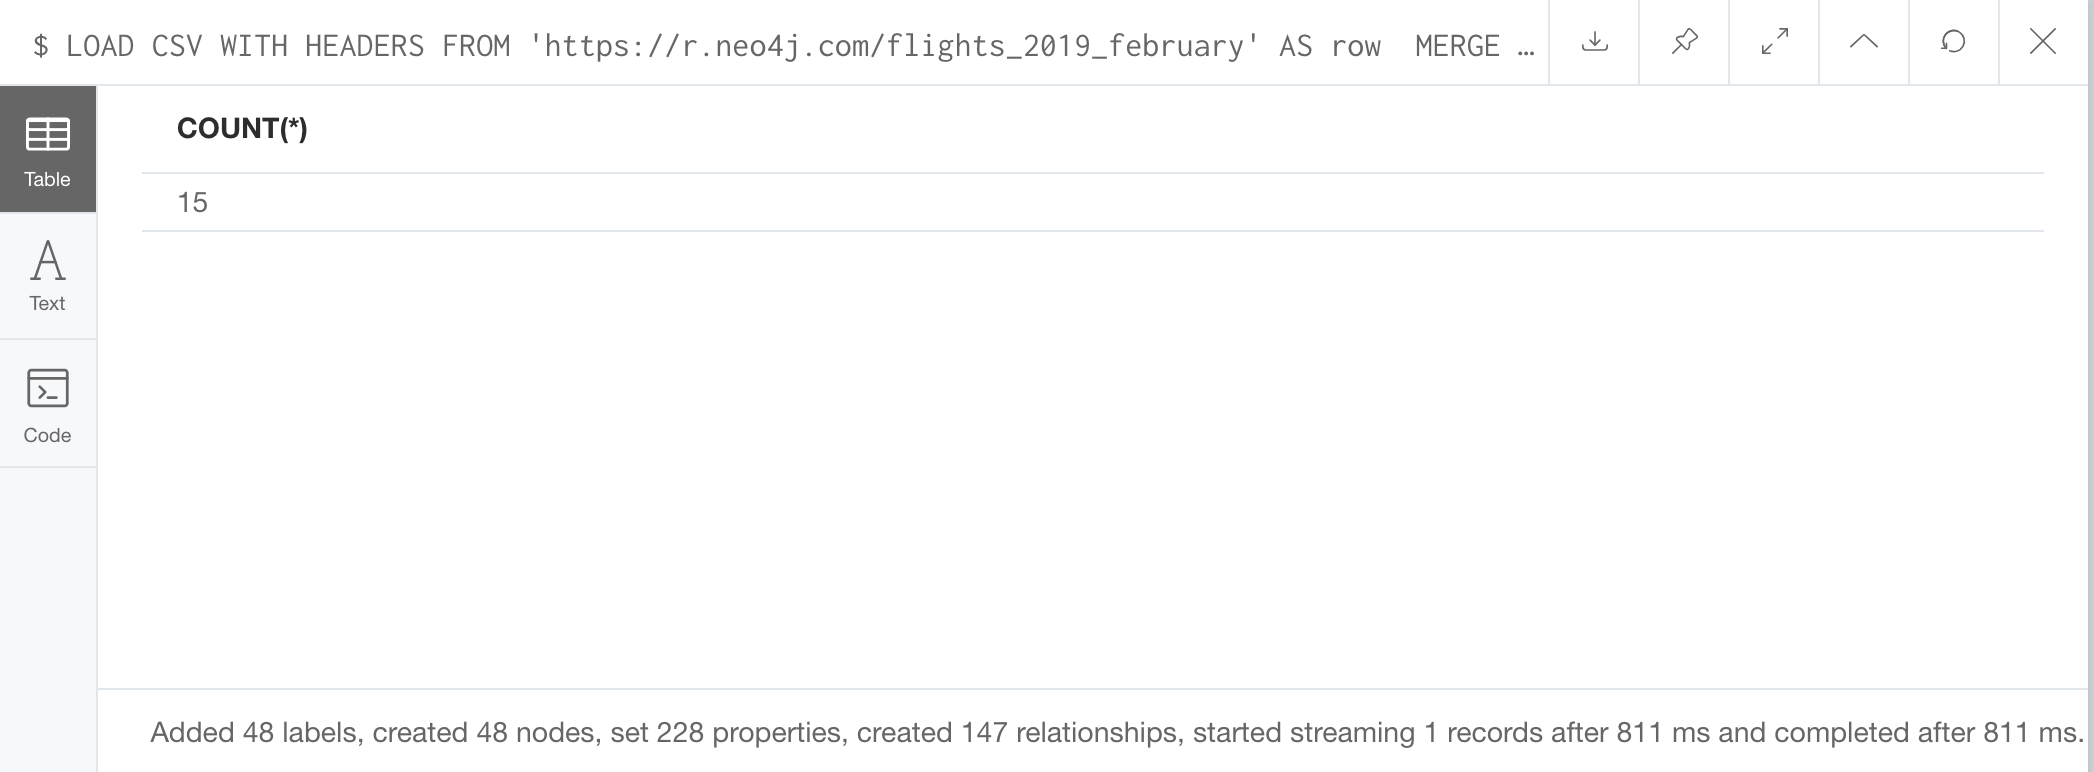 $ LOAD CSV WITH HEADERS FROM 'https://r.neo4j.com/flights_2019_february' AS row  MERGE …
Table
COUNT(*)
15
Text
Code
Added 48 labels, created 48 nodes, set 228 properties, created 147 relationships, started streaming 1 records after 811 ms and completed after 811 ms.